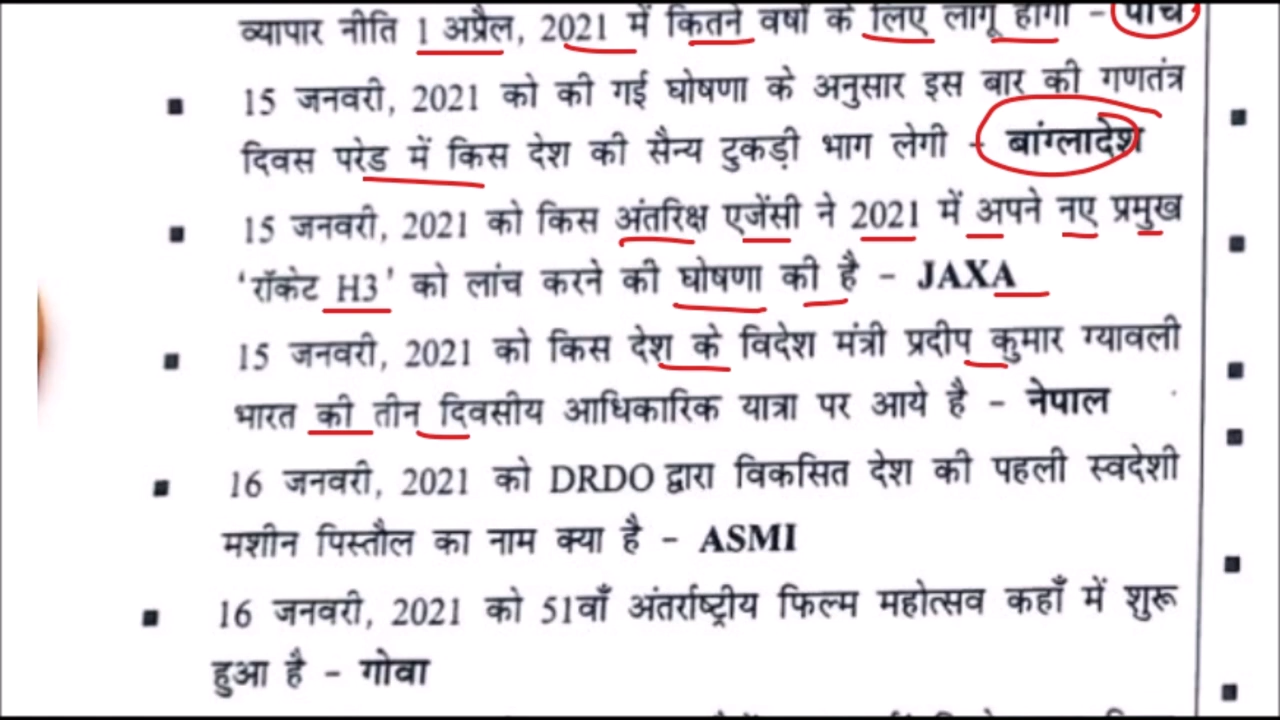 व्यापार नीति 1 अप्रैल, 2021 में कितने वर्षों के लिए लागू होगी - पांच
▪ 15 जनवरी, 2021 को की गई घोषणा के अनुसार इस बार की गणतंत्र
दिवस परेड में किस देश की सैन्य टुकड़ी भाग लेगी - बांग्लादेश
▪ 15 जनवरी, 2021 को किस अंतरिक्ष एजेंसी ने 2021 में अपने नए प्रमुख
‘रॉकेट H3’ को लांच करने की घोषणा की है - JAXA
▪ 15 जनवरी, 2021 को किस देश के विदेश मंत्री प्रदीप कुमार ग्यावली
भारत की तीन दिवसीय आधिकारिक यात्रा पर आये है - नेपाल
▪ 16 जनवरी, 2021 को DRDO द्वारा विकसित देश की पहली स्वदेशी
मशीन पिस्तौल का नाम क्या है - ASMI
▪ 16 जनवरी, 2021 को 51वाँ अंतर्राष्ट्रीय फिल्म महोत्सव कहाँ में शुरू
हुआ है - गोवा